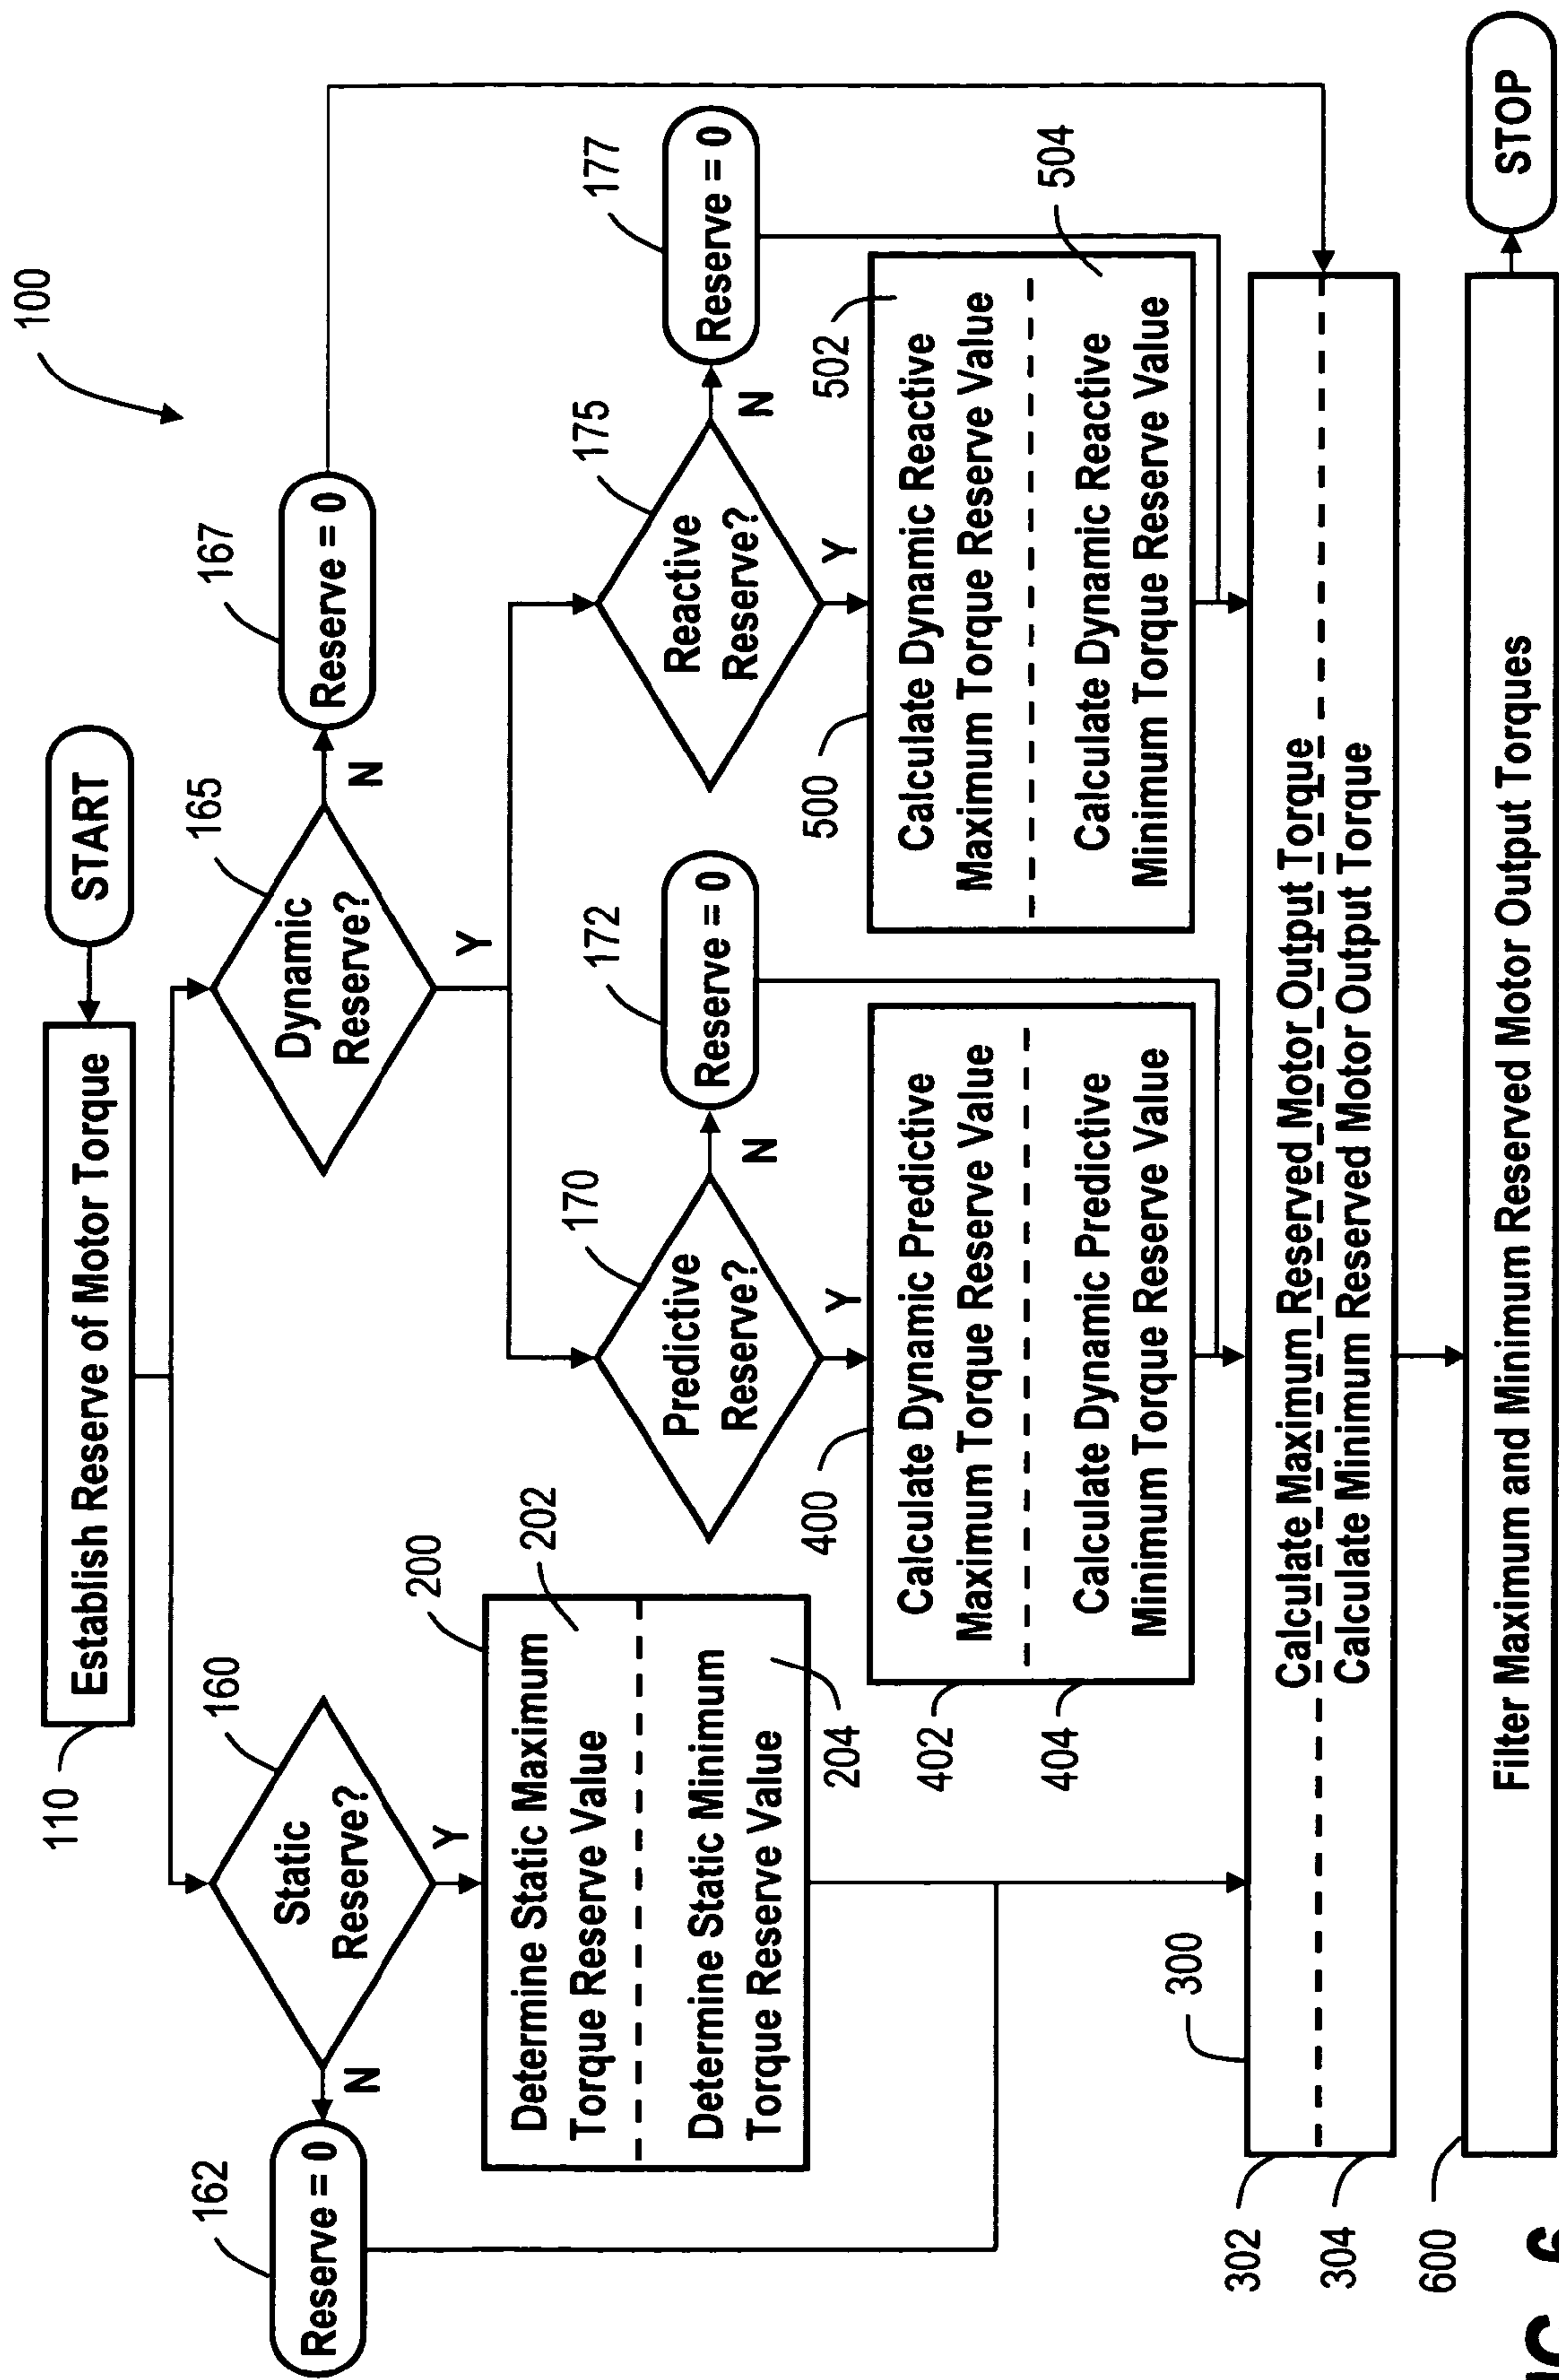 100
START
Establish Reserve of Motor Torque
110
160
Static
Reserve?
N
Y
162
Reserve = 0
165
Dynamic
Reserve?
N
Y
167
Reserve = 0
200
202
Determine Static Maximum
Torque Reserve Value
Determine Static Minimum
Torque Reserve Value
204
170
Predictive
Reserve?
N
Y
172
Reserve = 0
175
Reactive
Reserve?
N
Y
177
Reserve = 0
400
Calculate Dynamic Predictive
Maximum Torque Reserve Value
Calculate Dynamic Predictive
Minimum Torque Reserve Value
402
404
500
502
Calculate Dynamic Reactive
Maximum Torque Reserve Value
504
Calculate Dynamic Reactive
Minimum Torque Reserve Value
300
302
Calculate Maximum Reserved Motor Output Torque
304
Calculate Minimum Reserved Motor Output Torque
600
Filter Maximum and Minimum Reserved Motor Output Torques
STOP